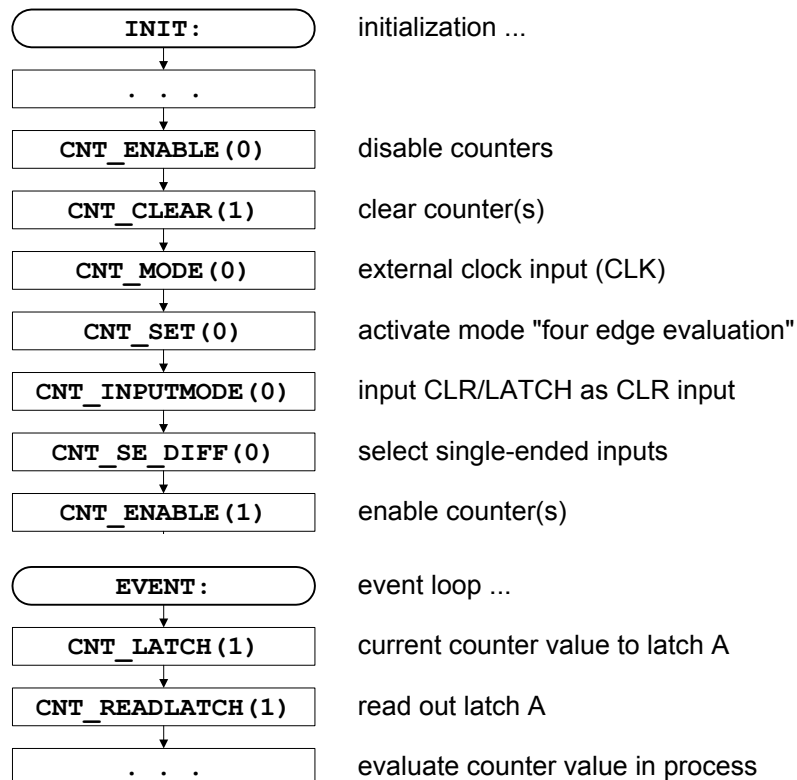 INIT: initialization ...
. . .
CNT_ENABLE(0) disable counters
CNT_CLEAR(1) clear counter(s)
CNT_MODE(0) external clock input (CLK)
CNT_SET(0) activate mode "four edge evaluation"
CNT_INPUTMODE(0) input CLR/LATCH as CLR input
CNT_SE_DIFF(0) select single-ended inputs
CNT_ENABLE(1) enable counter(s)
EVENT: event loop ...
CNT_LATCH(1) current counter value to latch A
CNT_READLATCH(1) read out latch A
. . . evaluate counter value in process